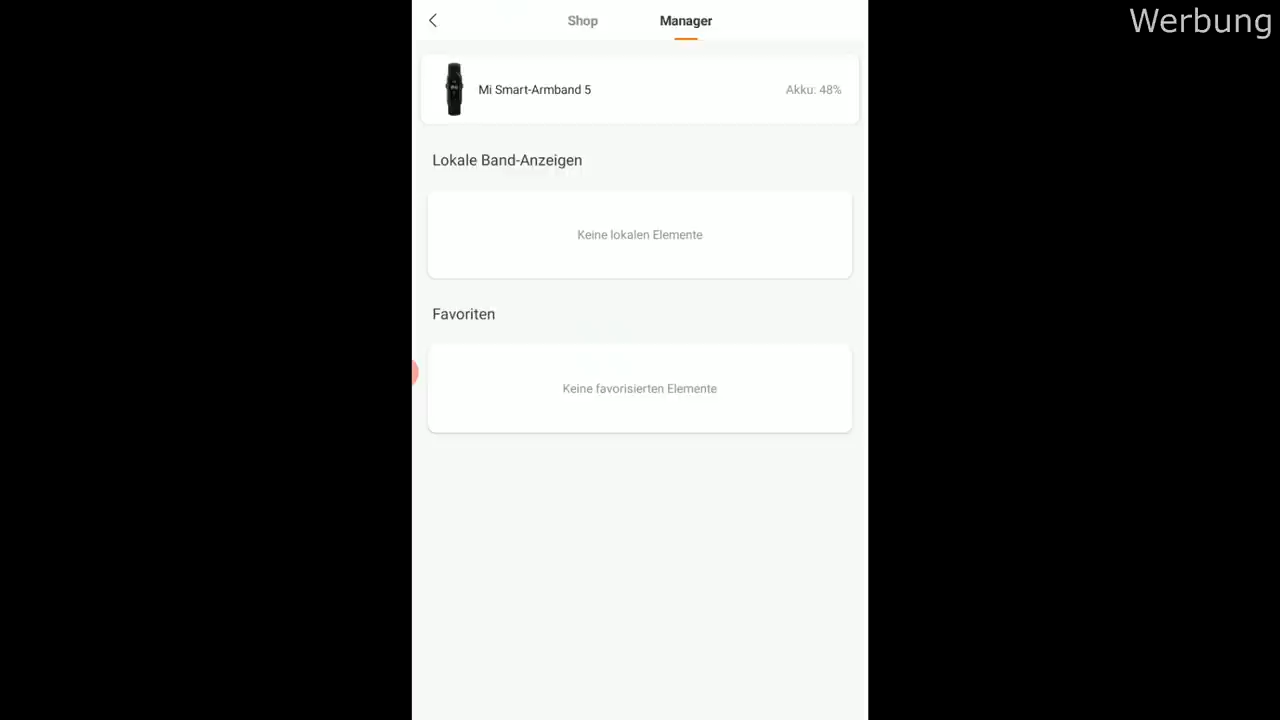 Werbung
Shop Manager
Mi Smart-Armband 5 Akku: 48%
Lokale Band-Anzeigen
Keine lokalen Elemente
Favoriten
Keine favorisierten Elemente